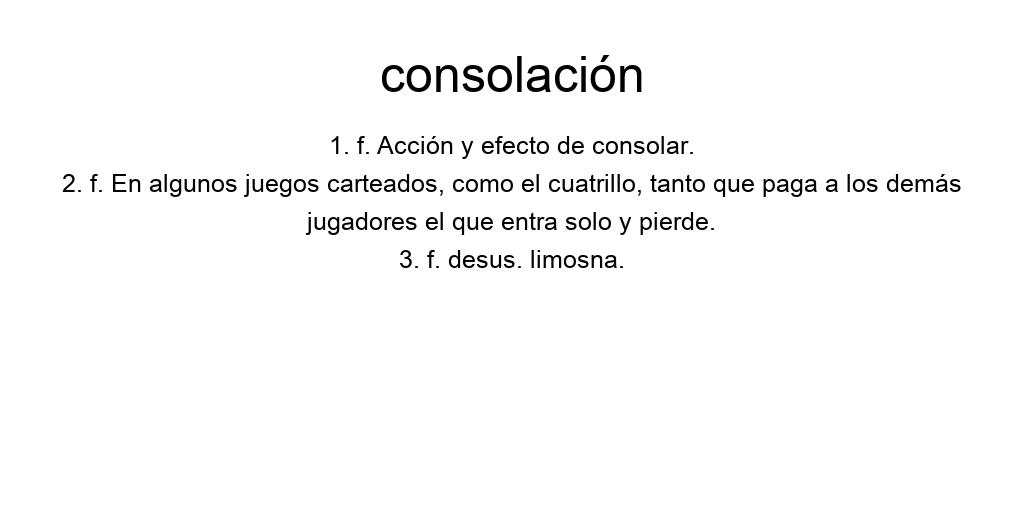 consolación
1. f. Acción y efecto de consolar.
2. f. En algunos juegos carteados, como el cuatrillo, tanto que paga a los demás
jugadores el que entra solo y pierde.
3. f. desus. limosna.